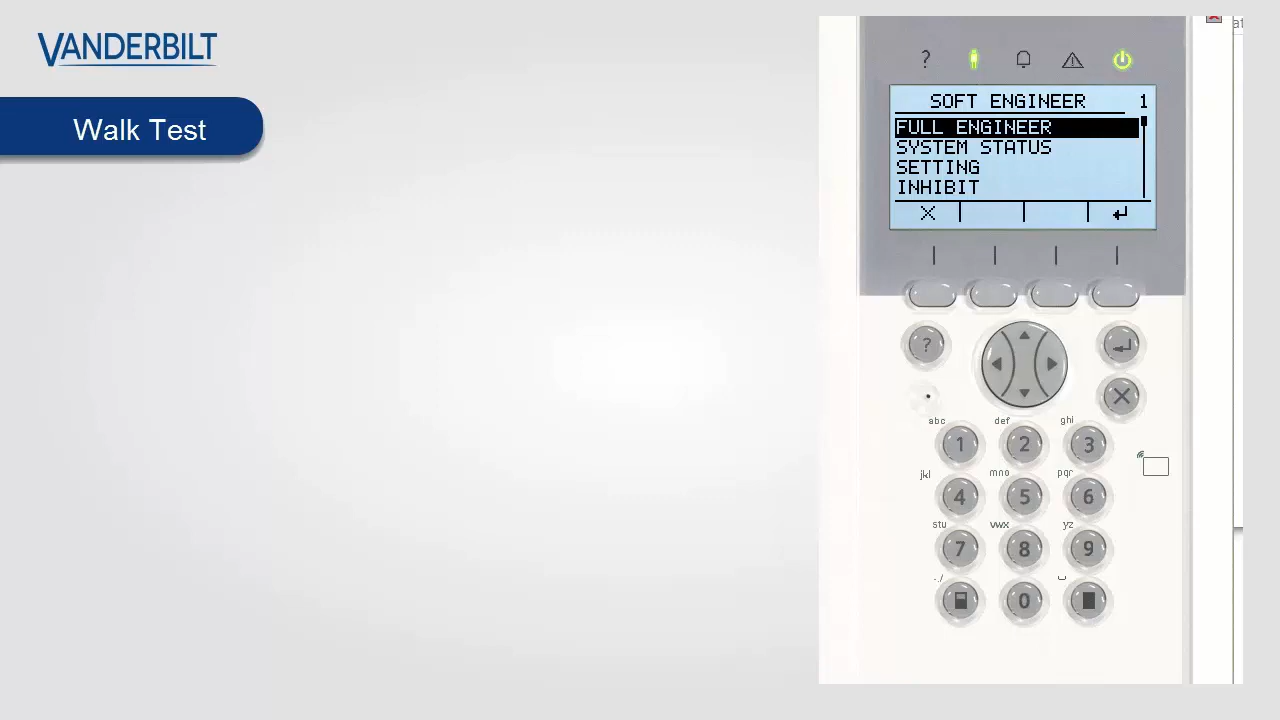 VANDERBILT
Walk Test
?
SOFT ENGINEER 1
FULL ENGINEER
SYSTEM STATUS
SETTING
INHIBIT
?
abc def ghi
1 2 3
jkl mno pqr
4 5 6
stu vwx yz
7 8 9
0